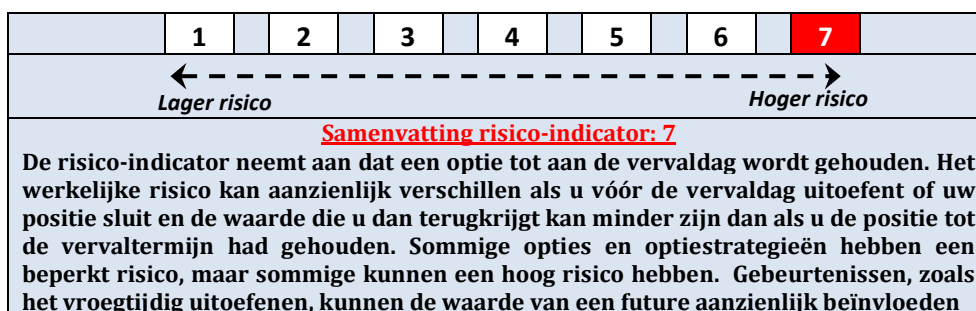 1 2 3 4 5 6 7
Lager risico Hoger risico
Samenvatting risico-indicator: 7
De risico-indicator neemt aan dat een optie tot aan de vervaldag wordt gehouden. Het
werkelijke risico kan aanzienlijk verschillen als u vóór de vervaldag uitoefent of uw
positie sluit en de waarde die u dan terugkrijgt kan minder zijn dan als u de positie tot
de vervaltermijn had gehouden. Sommige opties en optiestrategieën hebben een
beperkt risico, maar sommige kunnen een hoog risico hebben. Gebeurtenissen, zoals
het vroegtijdig uitoefenen, kunnen de waarde van een future aanzienlijk beïnvloeden